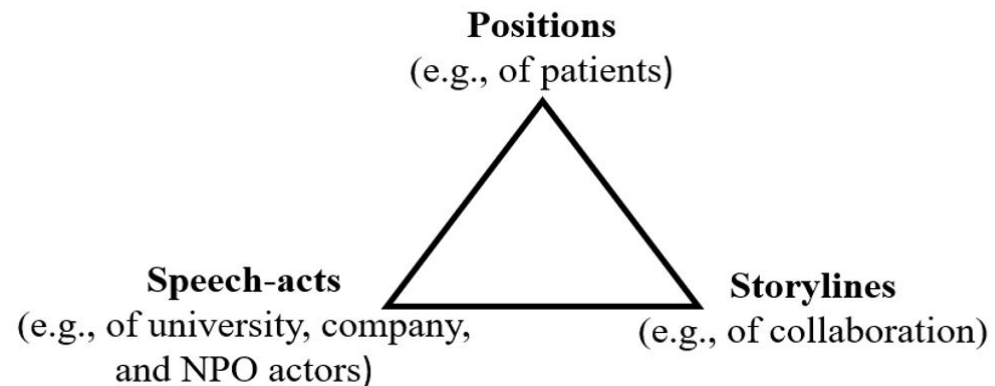 Positions
(e.g., of patients)
Speech-acts
(e.g., of university, company,
and NPO actors)
Storylines
(e.g., of collaboration)